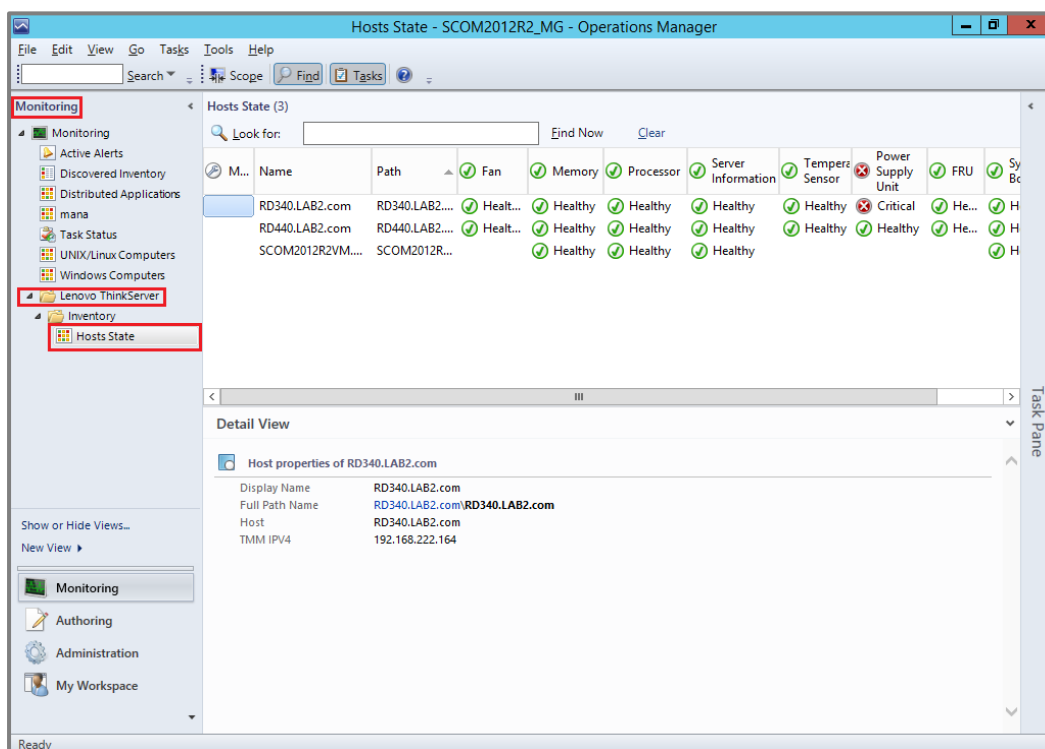 Hosts State - SCOM2012R2_MG - Operations Manager
File Edit View Go Tasks Tools Help
Search Scope Find Tasks
Monitoring
Monitoring
Active Alerts
Discovered Inventory
Distributed Applications
mana
Task Status
UNIX/Linux Computers
Windows Computers
Lenovo ThinkServer
Inventory
Hosts State
Show or Hide Views...
New View
Monitoring
Authoring
Administration
My Workspace
Hosts State (3)
Look for: Find Now Clear
M... Name Path Fan Memory Processor Server Information Tempera Sensor Power Supply Unit FRU Sy Bo
RD340.LAB2.com RD340.LAB2.... Healt... Healthy Healthy Healthy Healthy Critical He... H
RD440.LAB2.com RD440.LAB2.... Healt... Healthy Healthy Healthy Healthy Healthy He... H
SCOM2012R2VM.... SCOM2012R... Healthy Healthy Healthy H
Detail View
Host properties of RD340.LAB2.com
Display Name RD340.LAB2.com
Full Path Name RD340.LAB2.com\RD340.LAB2.com
Host RD340.LAB2.com
TMM IPV4 192.168.222.164
Task Pane
Ready